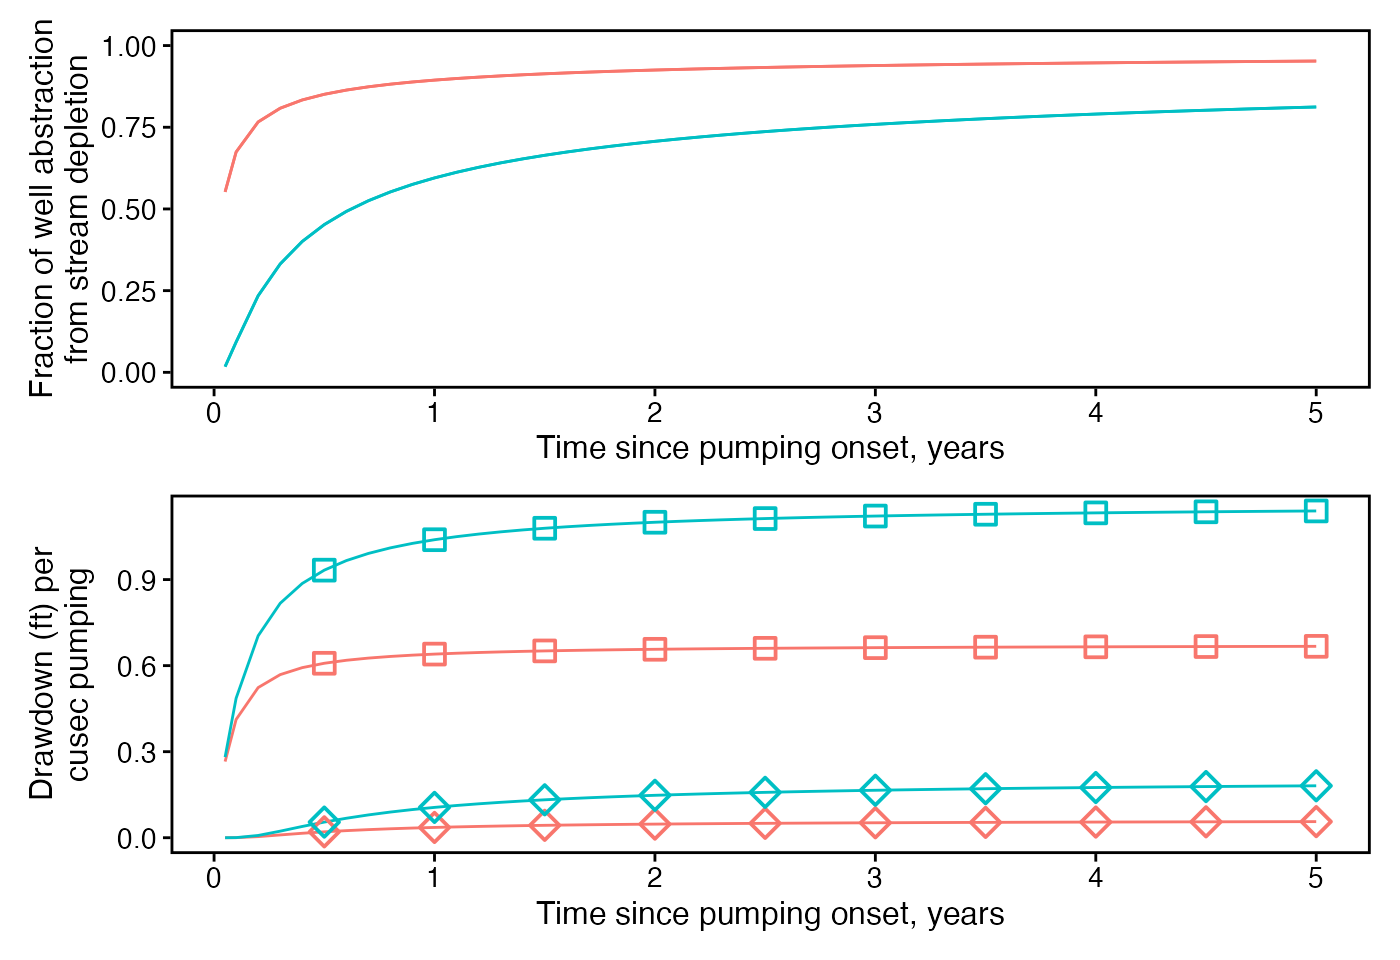 Fraction of well abstraction
from stream depletion
1.00
0.75
0.50
0.25
0.00
0 1 2 3 4 5
Time since pumping onset, years
Drawdown (ft) per
cusec pumping
0.9
0.6
0.3
0.0
0 1 2 3 4 5
Time since pumping onset, years